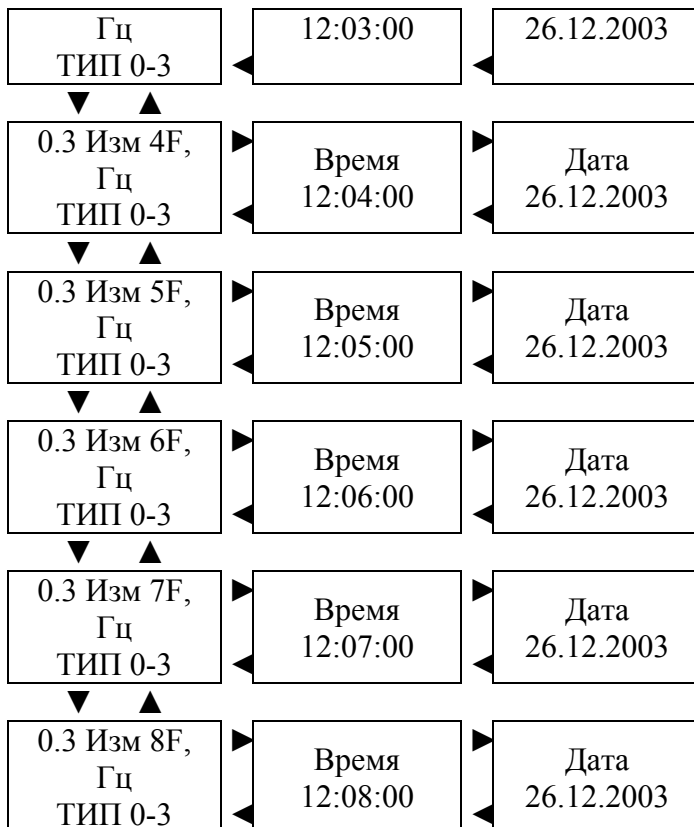 Гц
ТИП 0-3
12:03:00
26.12.2003
▼ ▲
0.3 Изм 4F,
Гц
ТИП 0-3
► ◄
Время
12:04:00
► ◄
Дата
26.12.2003
▼ ▲
0.3 Изм 5F,
Гц
ТИП 0-3
Время
12:05:00
Дата
26.12.2003
▼ ▲
0.3 Изм 6F,
Гц
ТИП 0-3
Время
12:06:00
Дата
26.12.2003
▼ ▲
0.3 Изм 7F,
Гц
ТИП 0-3
Время
12:07:00
Дата
26.12.2003
▼ ▲
0.3 Изм 8F,
Гц
ТИП 0-3
Время
12:08:00
Дата
26.12.2003